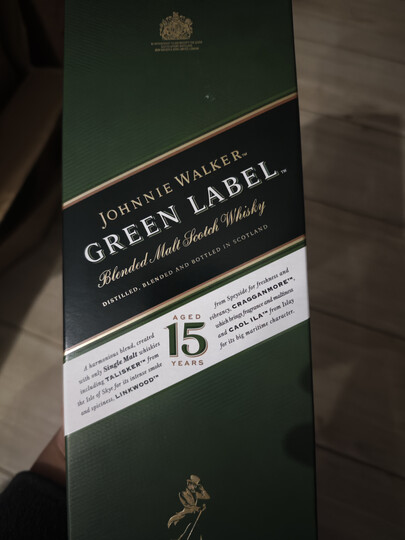 JOHNNIE WALKER™
GREEN LABEL™
Blended Malt Scotch Whisky
DISTILLED, BLENDED AND BOTTLED IN SCOTLAND
A harmonious blend, created
with only Single Malt whiskies
including TALISKER™ from
the Isle of Skye for its intense smoke
and spiciness, LINKWOOD™
AGED
15
YEARS
from Speyside for freshness and
vibrancy, CRAGGANMORE™,
which brings fragrance and maltiness
and CAOL ILA™ from Islay
for its big maritime character.